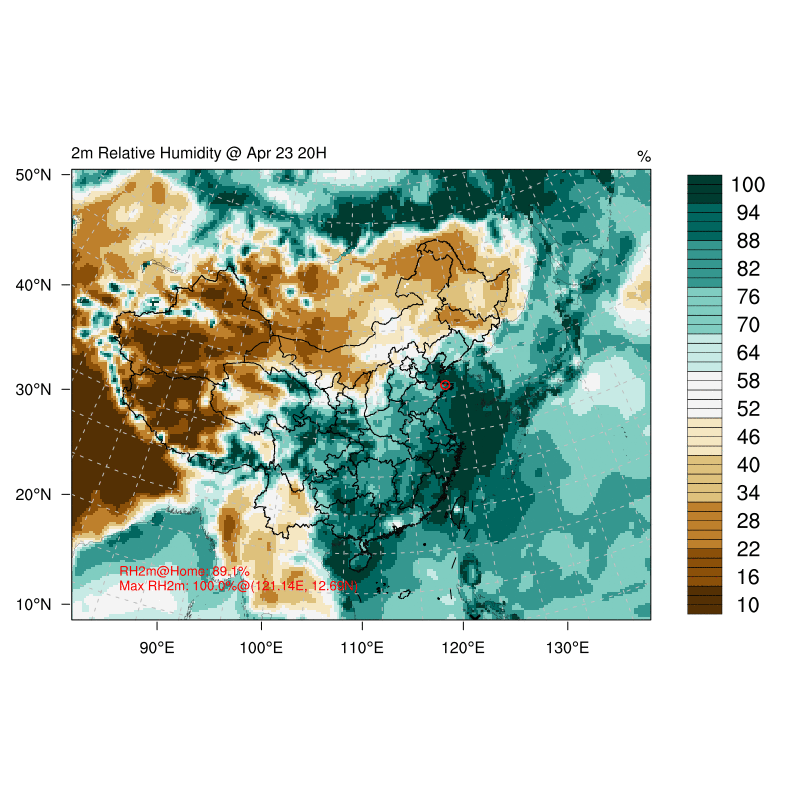 2m Relative Humidity @ Apr 23 20H
%
50°N
40°N
30°N
20°N
10°N
90°E
100°E
110°E
120°E
130°E
100
94
88
82
76
70
64
58
52
46
40
34
28
22
16
10
RH2m@Home: 89.1%
Max RH2m: 100.0%@(121.14E, 12.68N)